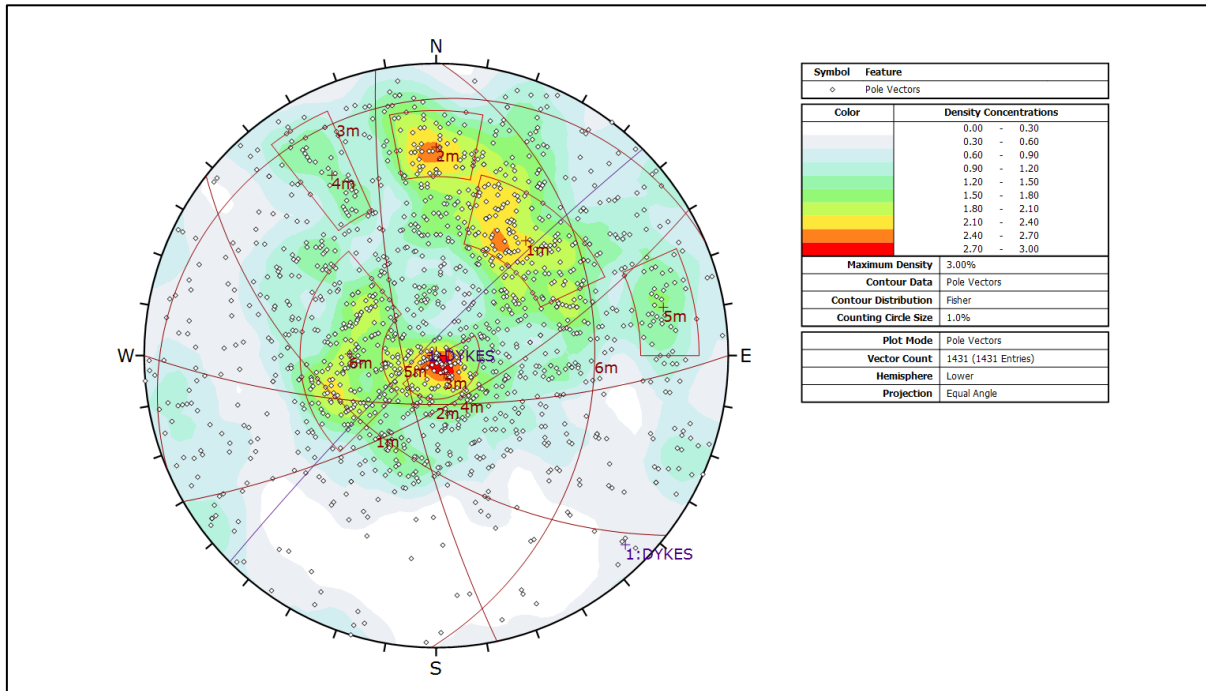 N
3m
2m
4m
1m
5m
W
1:DYKES
E
6m
5m
3m
6m
2m
4m
1m
1:DYKES
S
Symbol Feature
Pole Vectors
Color Density Concentrations
0.00 - 0.30
0.30 - 0.60
0.60 - 0.90
0.90 - 1.20
1.20 - 1.50
1.50 - 1.80
1.80 - 2.10
2.10 - 2.40
2.40 - 2.70
2.70 - 3.00
Maximum Density 3.00%
Contour Data Pole Vectors
Contour Distribution Fisher
Counting Circle Size 1.0%
Plot Mode Pole Vectors
Vector Count 1431 (1431 Entries)
Hemisphere Lower
Projection Equal Angle